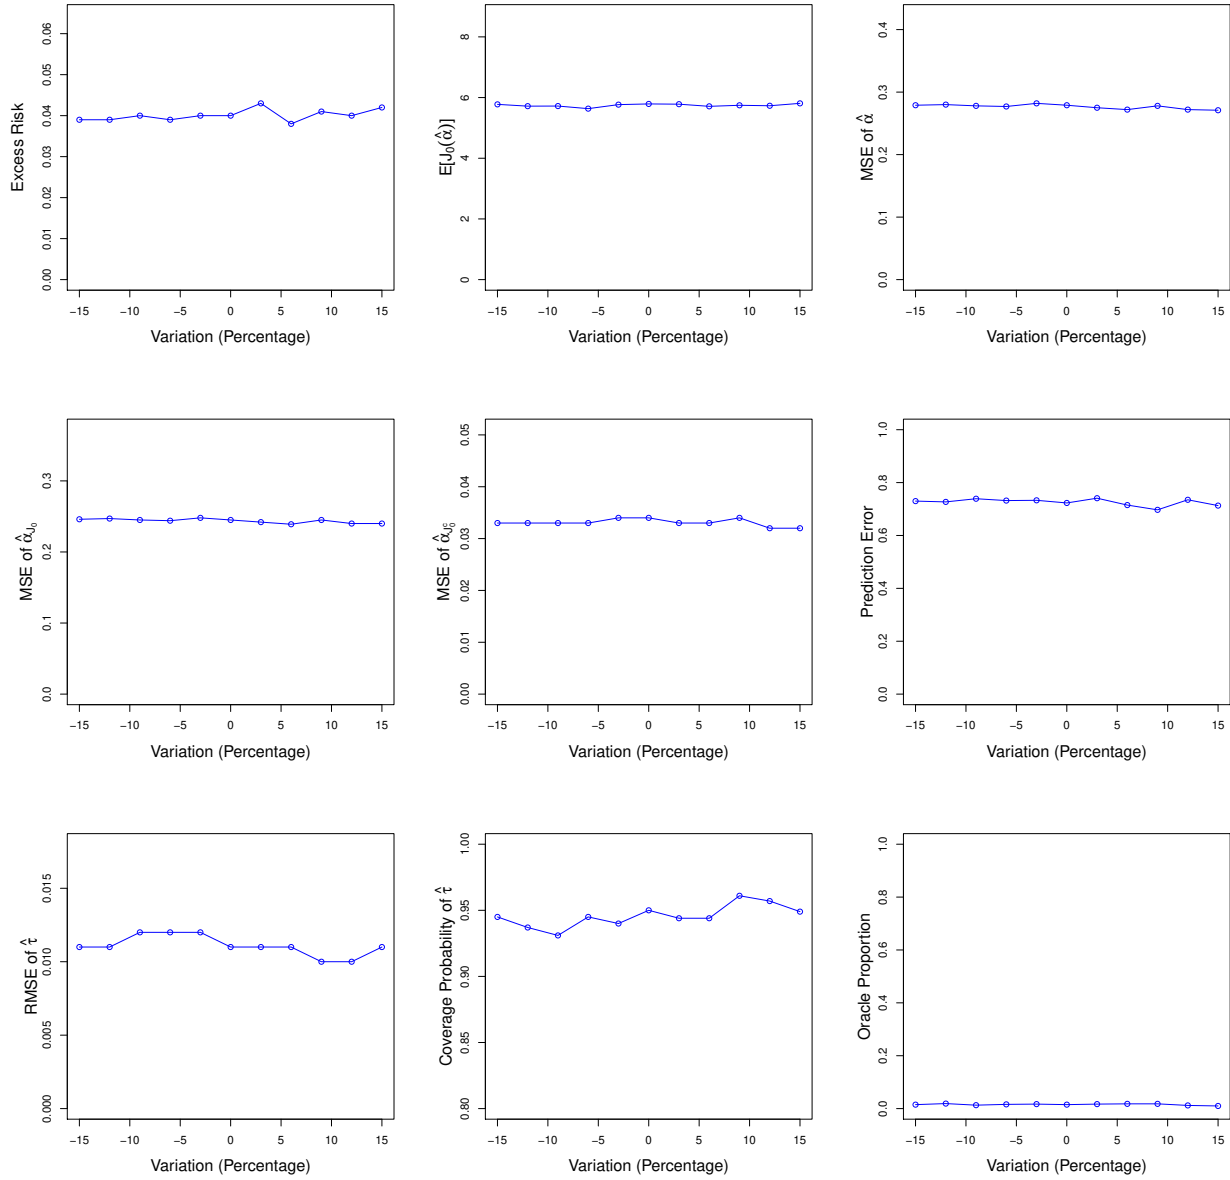 Excess Risk
0.00 0.01 0.02 0.03 0.04 0.05 0.06
−15 −10 −5 0 5 10 15
Variation (Percentage)
E[J₀(α̂)]
0 2 4 6 8
−15 −10 −5 0 5 10 15
Variation (Percentage)
MSE of α̂
0.0 0.1 0.2 0.3 0.4
−15 −10 −5 0 5 10 15
Variation (Percentage)
MSE of α̂_J₀
0.0 0.1 0.2 0.3
−15 −10 −5 0 5 10 15
Variation (Percentage)
MSE of α̂_J₀ᶜ
0.00 0.01 0.02 0.03 0.04 0.05
−15 −10 −5 0 5 10 15
Variation (Percentage)
Prediction Error
0.0 0.2 0.4 0.6 0.8 1.0
−15 −10 −5 0 5 10 15
Variation (Percentage)
RMSE of τ̂
0.000 0.005 0.010 0.015
−15 −10 −5 0 5 10 15
Variation (Percentage)
Coverage Probability of τ̂
0.80 0.85 0.90 0.95 1.00
−15 −10 −5 0 5 10 15
Variation (Percentage)
Oracle Proportion
0.0 0.2 0.4 0.6 0.8 1.0
−15 −10 −5 0 5 10 15
Variation (Percentage)